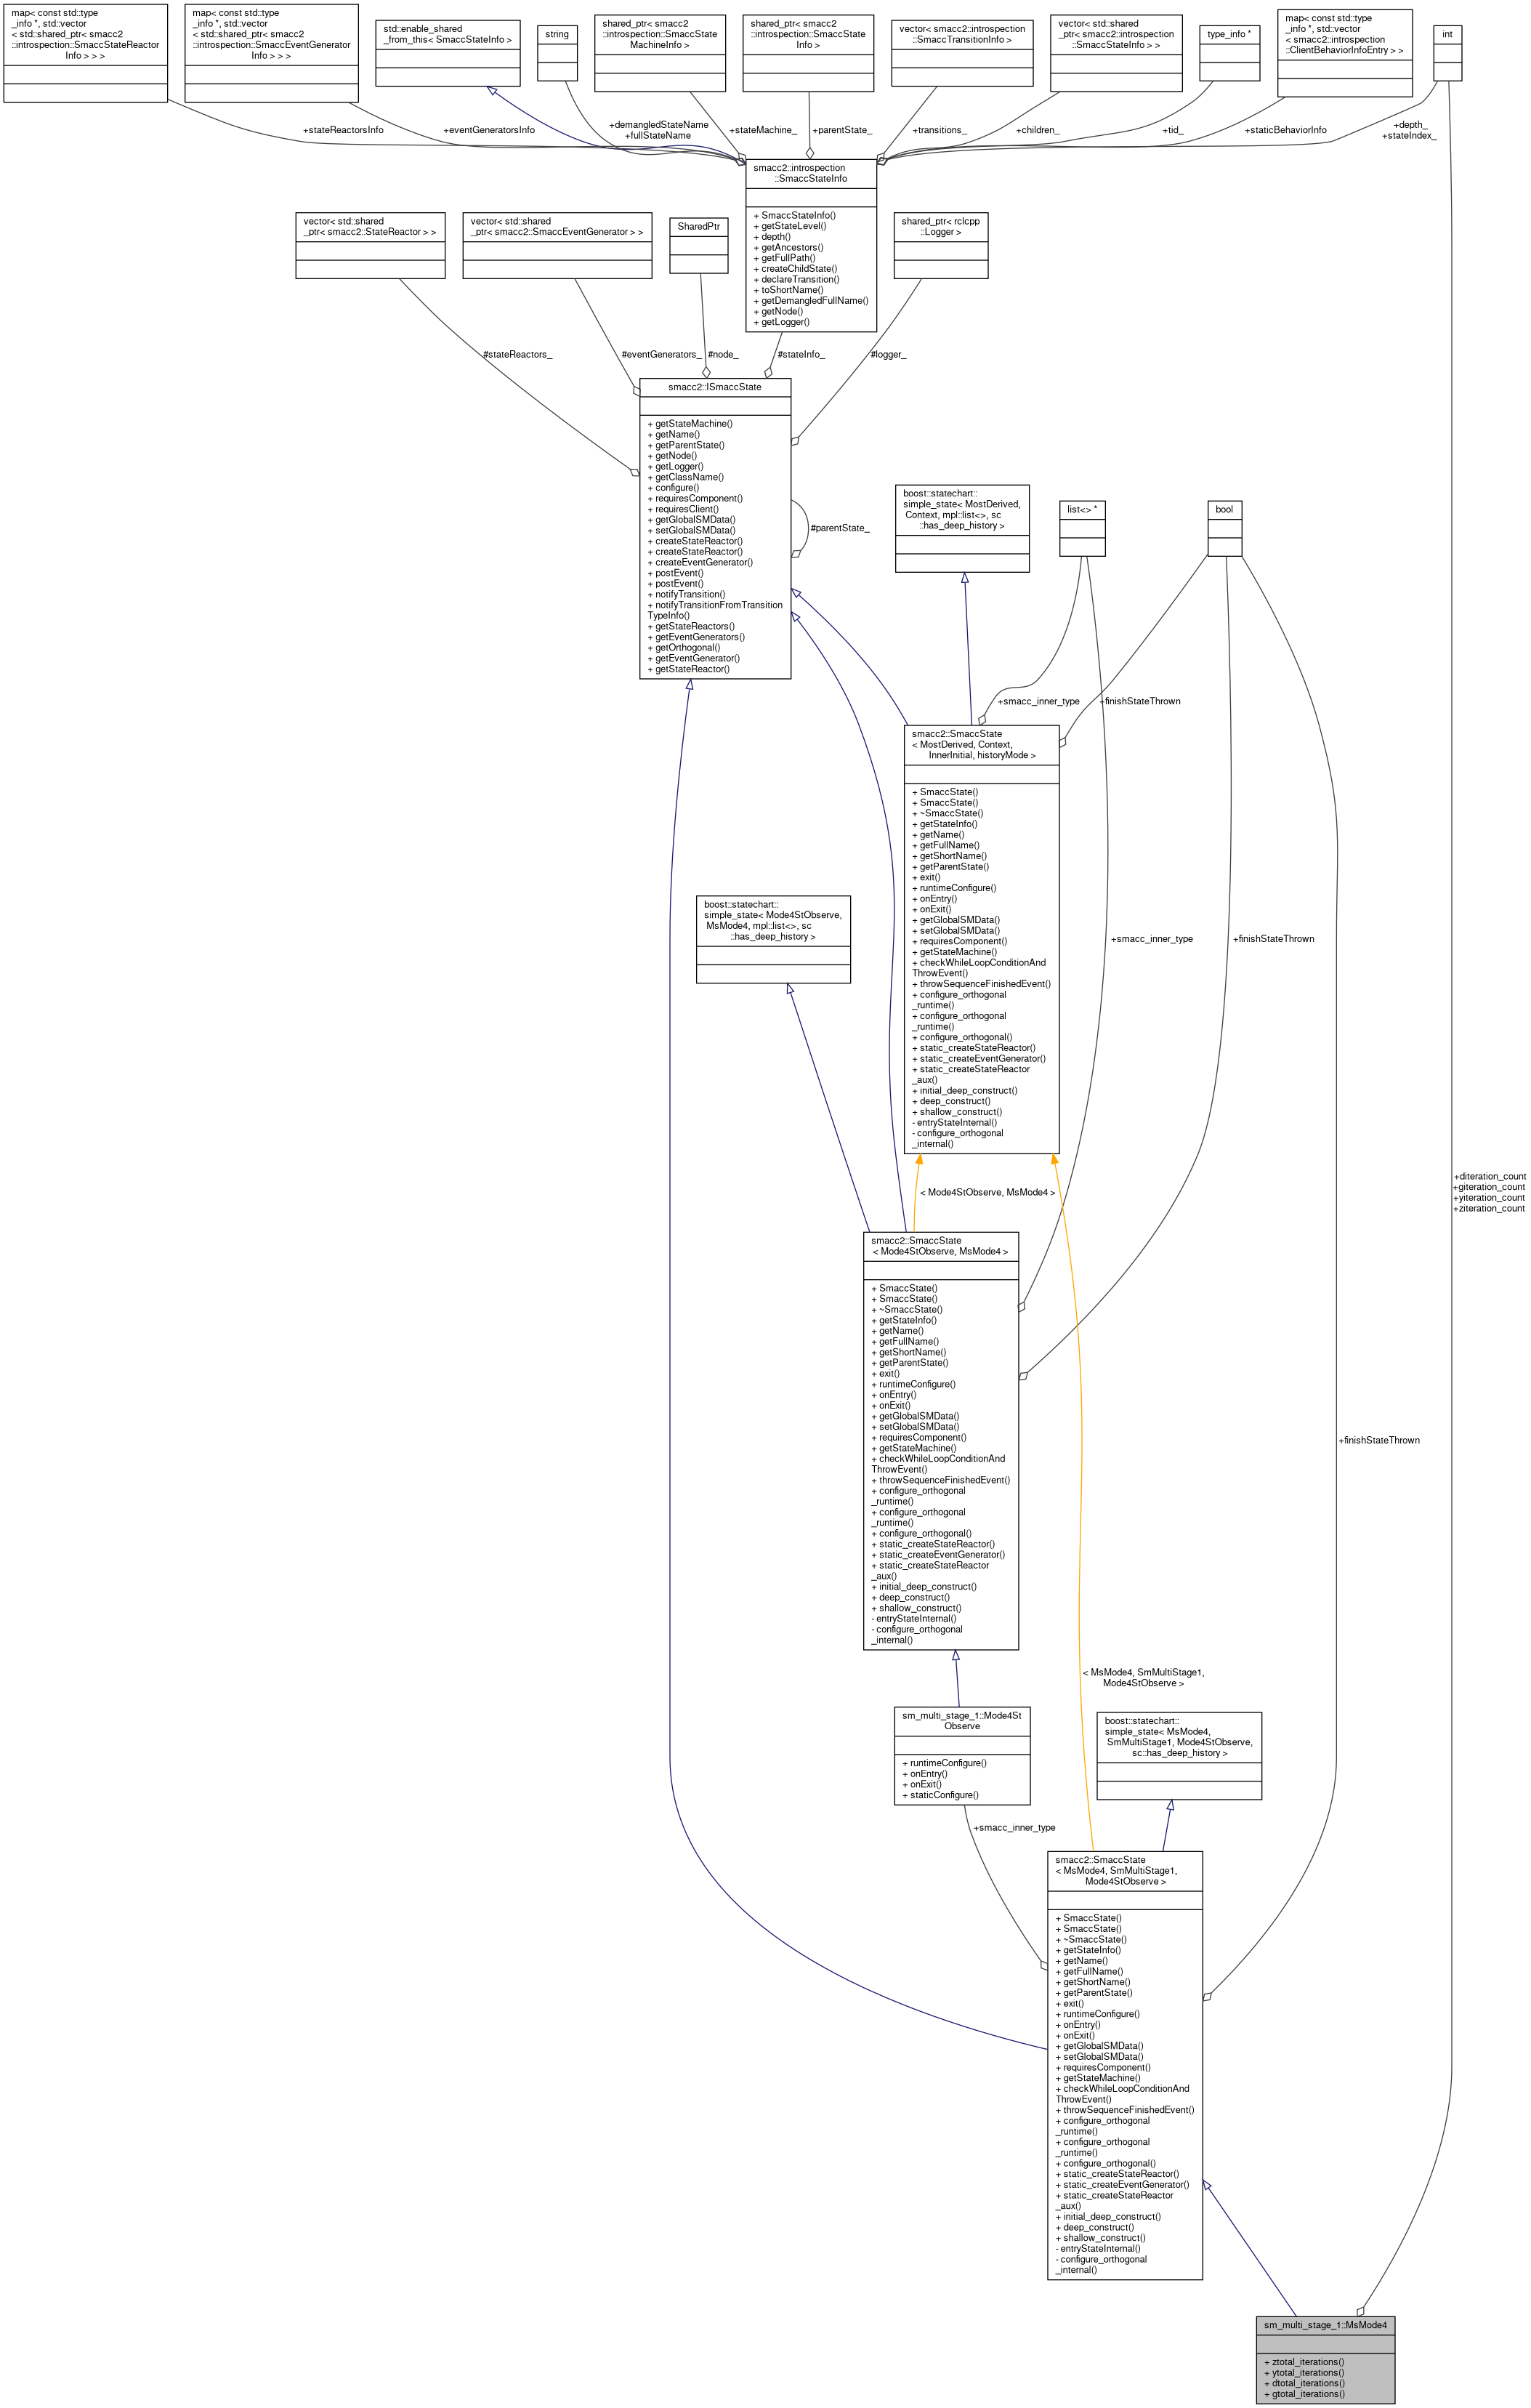 map< const std::type
_info *, std::vector
< std::shared_ptr< smacc2
::introspection::SmaccStateReactor
Info > > >
map< const std::type
_info *, std::vector
< std::shared_ptr< smacc2
::introspection::SmaccEventGenerator
Info > > >
std::enable_shared
_from_this< SmaccStateInfo >
string
shared_ptr< smacc2
::introspection::SmaccState
MachineInfo >
shared_ptr< smacc2
::introspection::SmaccState
Info >
vector< smacc2::introspection
::SmaccTransitionInfo >
vector< std::shared
_ptr< smacc2::introspection
::SmaccStateInfo > >
type_info *
map< const std::type
_info *, std::vector
< smacc2::introspection
::ClientBehaviorInfoEntry > >
int
+stateReactorsInfo
+eventGeneratorsInfo
+demangledStateName
+fullStateName
+stateMachine_
+parentState_
+transitions_
+children_
+tid_
+staticBehaviorInfo
+depth_
+stateIndex_
smacc2::introspection
::SmaccStateInfo
+ SmaccStateInfo()
+ getStateLevel()
+ depth()
+ getAncestors()
+ getFullPath()
+ createChildState()
+ declareTransition()
+ toShortName()
+ getDemangledFullName()
+ getNode()
+ getLogger()
vector< std::shared
_ptr< smacc2::StateReactor > >
vector< std::shared
_ptr< smacc2::SmaccEventGenerator > >
SharedPtr
shared_ptr< rclcpp
::Logger >
#stateReactors_
#eventGenerators_
#node_
#stateInfo_
#logger_
smacc2::ISmaccState
+ getStateMachine()
+ getName()
+ getParentState()
+ getNode()
+ getLogger()
+ getClassName()
+ configure()
+ requiresComponent()
+ requiresClient()
+ getGlobalSMData()
+ setGlobalSMData()
+ createStateReactor()
+ createStateReactor()
+ createEventGenerator()
+ postEvent()
+ postEvent()
+ notifyTransition()
+ notifyTransitionFromTransition
TypeInfo()
+ getStateReactors()
+ getEventGenerators()
+ getOrthogonal()
+ getEventGenerator()
+ getStateReactor()
#parentState_
boost::statechart::
simple_state< MostDerived,
Context, mpl::list<>, sc
::has_deep_history >
list<> *
bool
+smacc_inner_type
+finishStateThrown
smacc2::SmaccState
< MostDerived, Context,
InnerInitial, historyMode >
+ SmaccState()
+ SmaccState()
+ ~SmaccState()
+ getStateInfo()
+ getName()
+ getFullName()
+ getShortName()
+ getParentState()
+ exit()
+ runtimeConfigure()
+ onEntry()
+ onExit()
+ getGlobalSMData()
+ setGlobalSMData()
+ requiresComponent()
+ getStateMachine()
+ checkWhileLoopConditionAnd
ThrowEvent()
+ throwSequenceFinishedEvent()
+ configure_orthogonal
_runtime()
+ configure_orthogonal
_runtime()
+ configure_orthogonal()
+ static_createStateReactor()
+ static_createEventGenerator()
+ static_createStateReactor
_aux()
+ initial_deep_construct()
+ deep_construct()
+ shallow_construct()
- entryStateInternal()
- configure_orthogonal
_internal()
boost::statechart::
simple_state< Mode4StObserve,
MsMode4, mpl::list<>, sc
::has_deep_history >
+smacc_inner_type
+finishStateThrown
< Mode4StObserve, MsMode4 >
+diteration_count
+giteration_count
+yiteration_count
+ziteration_count
smacc2::SmaccState
< Mode4StObserve, MsMode4 >
+ SmaccState()
+ SmaccState()
+ ~SmaccState()
+ getStateInfo()
+ getName()
+ getFullName()
+ getShortName()
+ getParentState()
+ exit()
+ runtimeConfigure()
+ onEntry()
+ onExit()
+ getGlobalSMData()
+ setGlobalSMData()
+ requiresComponent()
+ getStateMachine()
+ checkWhileLoopConditionAnd
ThrowEvent()
+ throwSequenceFinishedEvent()
+ configure_orthogonal
_runtime()
+ configure_orthogonal
_runtime()
+ configure_orthogonal()
+ static_createStateReactor()
+ static_createEventGenerator()
+ static_createStateReactor
_aux()
+ initial_deep_construct()
+ deep_construct()
+ shallow_construct()
- entryStateInternal()
- configure_orthogonal
_internal()
+finishStateThrown
< MsMode4, SmMultiStage1,
Mode4StObserve >
sm_multi_stage_1::Mode4St
Observe
+ runtimeConfigure()
+ onEntry()
+ onExit()
+ staticConfigure()
boost::statechart::
simple_state< MsMode4,
SmMultiStage1, Mode4StObserve,
sc::has_deep_history >
+smacc_inner_type
smacc2::SmaccState
< MsMode4, SmMultiStage1,
Mode4StObserve >
+ SmaccState()
+ SmaccState()
+ ~SmaccState()
+ getStateInfo()
+ getName()
+ getFullName()
+ getShortName()
+ getParentState()
+ exit()
+ runtimeConfigure()
+ onEntry()
+ onExit()
+ getGlobalSMData()
+ setGlobalSMData()
+ requiresComponent()
+ getStateMachine()
+ checkWhileLoopConditionAnd
ThrowEvent()
+ throwSequenceFinishedEvent()
+ configure_orthogonal
_runtime()
+ configure_orthogonal
_runtime()
+ configure_orthogonal()
+ static_createStateReactor()
+ static_createEventGenerator()
+ static_createStateReactor
_aux()
+ initial_deep_construct()
+ deep_construct()
+ shallow_construct()
- entryStateInternal()
- configure_orthogonal
_internal()
sm_multi_stage_1::MsMode4
+ ztotal_iterations()
+ ytotal_iterations()
+ dtotal_iterations()
+ gtotal_iterations()